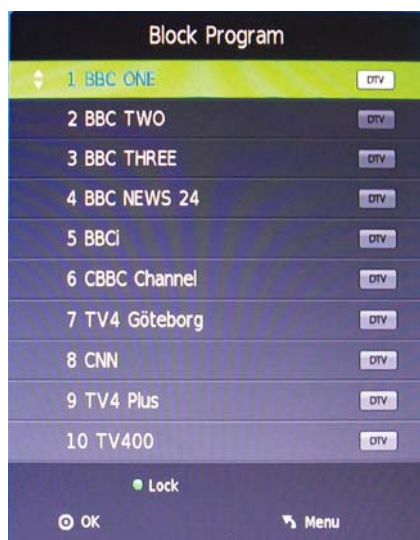 Block Program
1 BBC ONE DTV
2 BBC TWO DTV
3 BBC THREE DTV
4 BBC NEWS 24 DTV
5 BBCi DTV
6 CBBC Channel DTV
7 TV4 Göteborg DTV
8 CNN DTV
9 TV4 Plus DTV
10 TV400 DTV
Lock
OK Menu